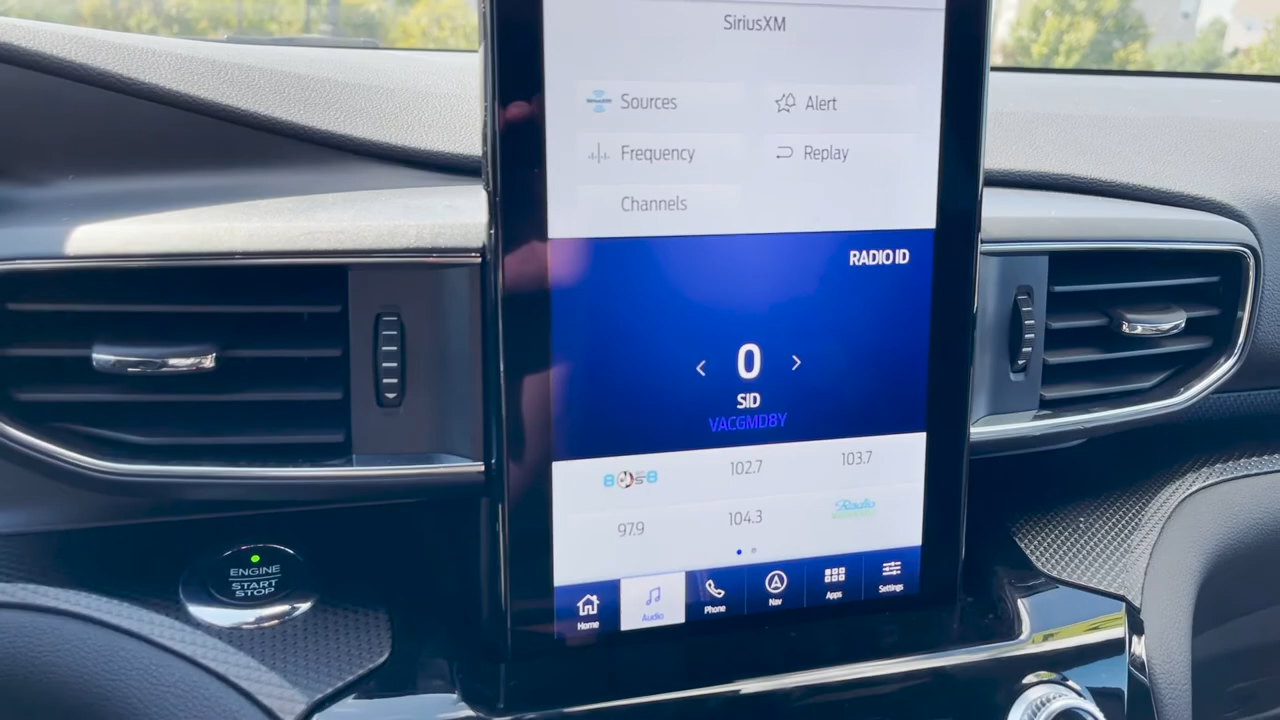 SiriusXM
Sources
Alert
Frequency
Replay
Channels
RADIO ID
< 0 >
SID
VACGMD8Y
102.7
103.7
97.9
104.3
Radio
Home
Audio
Phone
Nav
Apps
Settings
ENGINE
START
STOP